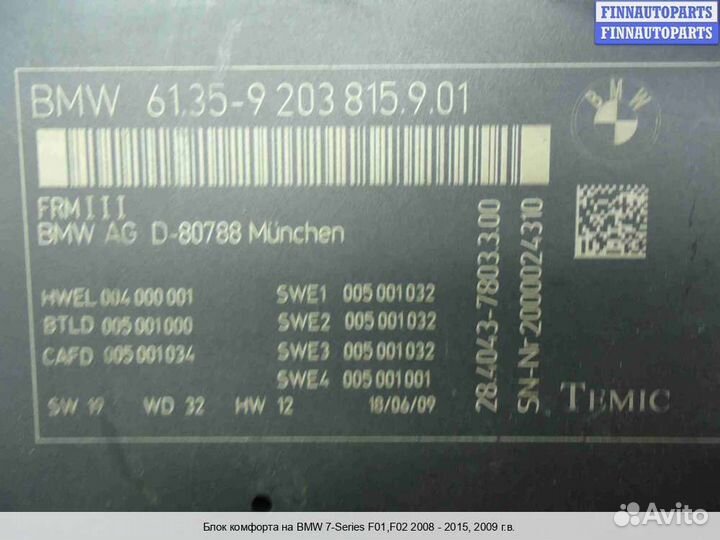 FINNAUTOPARTS
FINNAUTOPARTS
BMW 61.35-9 203 815.9.01
BMW
FRMIII
BMW AG D-80788 München
HWEL 004 000 001
BTLD 005 001 000
CAFD 005 001 034
SWE1 005 001 032
SWE2 005 001 032
SWE3 005 001 032
SWE4 005 001 001
SW 19 WD 32 HW 12 18/06/09
28.4043-7803.3.00
SN-Nr 2000024310
TEMIC
Блок комфорта на BMW 7-Series F01,F02 2008 - 2015, 2009 г.в.
Avito